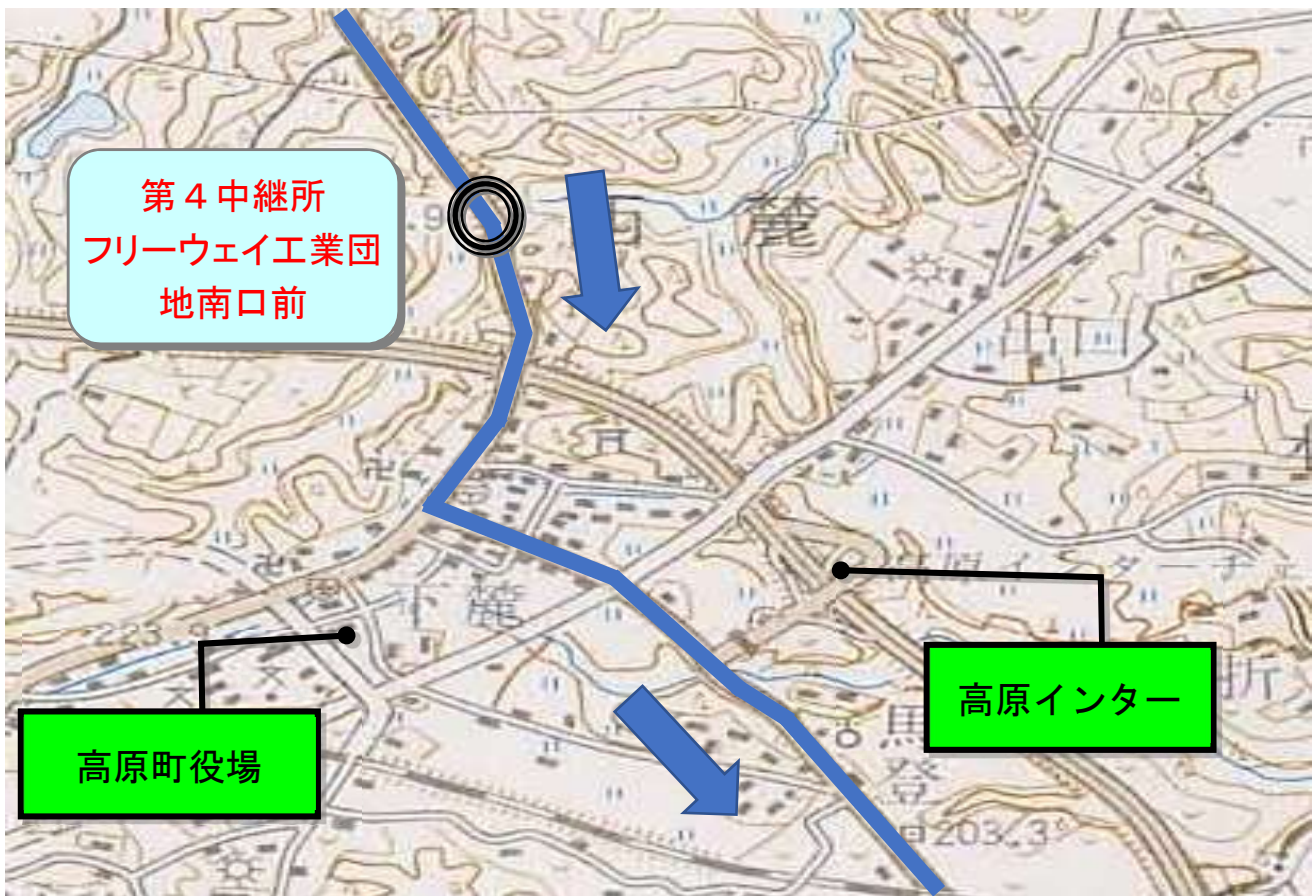 第4中継所
フリーウェイ工業団
地南口前
西麓
出口
下麓
223.9
高原インター
高原町役場
馬登
203.3